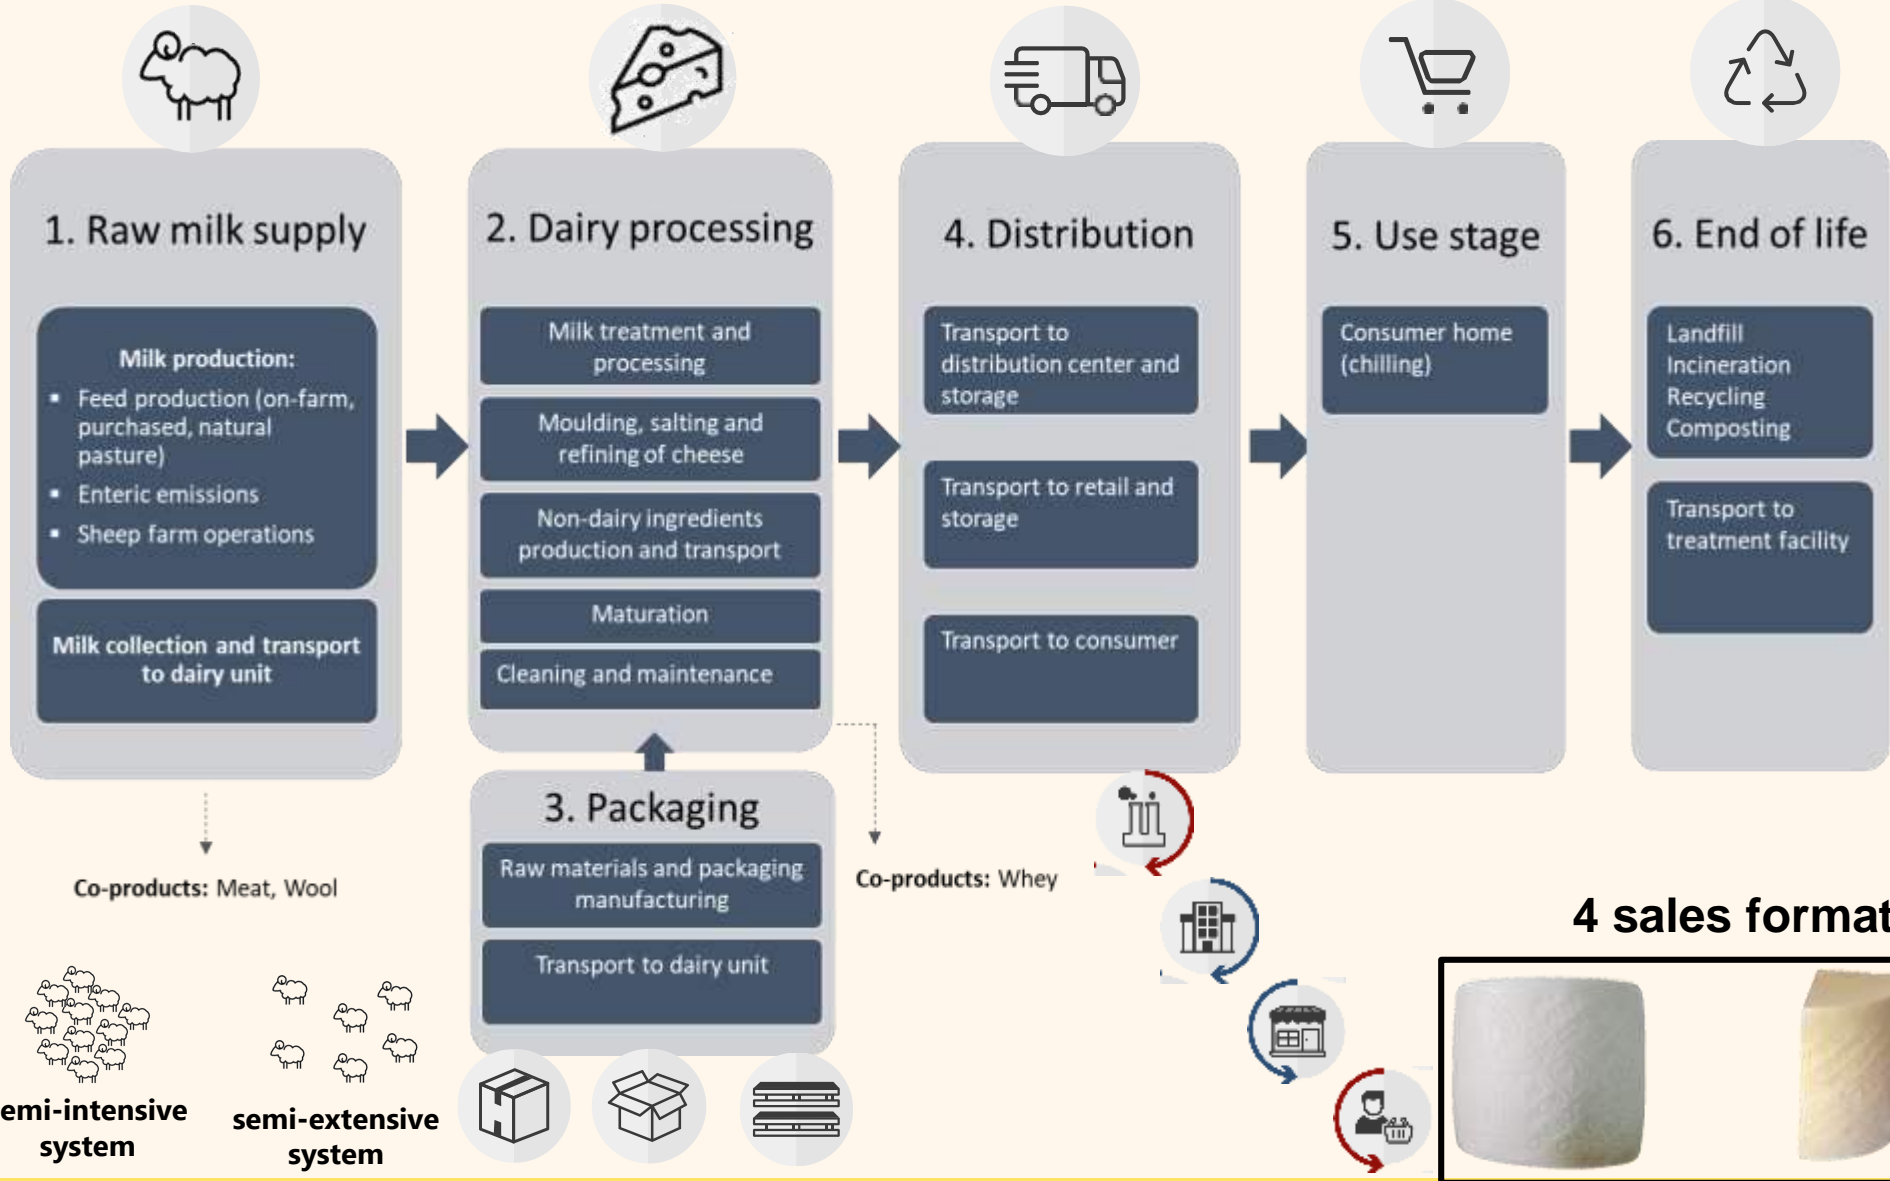 1. Raw milk supply
Milk production:
▪ Feed production (on-farm,
purchased, natural
pasture)
▪ Enteric emissions
▪ Sheep farm operations
Milk collection and transport
to dairy unit
Co-products: Meat, Wool
emi-intensive
system
semi-extensive
system
2. Dairy processing
Milk treatment and
processing
Moulding, salting and
refining of cheese
Non-dairy ingredients
production and transport
Maturation
Cleaning and maintenance
3. Packaging
Raw materials and packaging
manufacturing
Transport to dairy unit
Co-products: Whey
4. Distribution
Transport to
distribution center and
storage
Transport to retail and
storage
Transport to consumer
5. Use stage
Consumer home
(chilling)
6. End of life
Landfill
Incineration
Recycling
Composting
Transport to
treatment facility
4 sales format